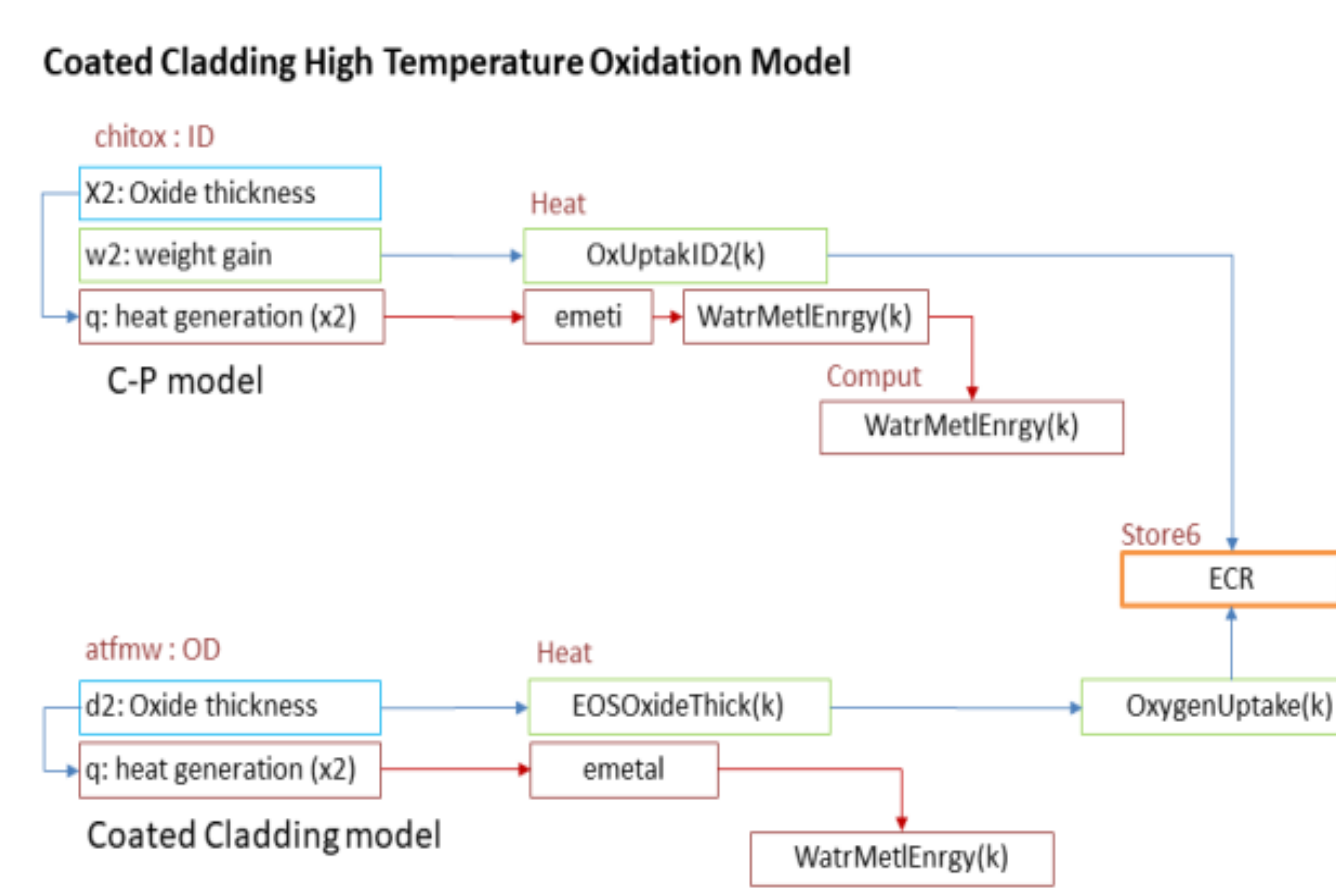 Coated Cladding High Temperature Oxidation Model
chitox : ID
X2: Oxide thickness
Heat
w2: weight gain
OxUptakID2(k)
q: heat generation (x2)
emeti
WatrMetlEnrgy(k)
C-P model
Comput
WatrMetlEnrgy(k)
Store6
ECR
atfmw : OD
Heat
d2: Oxide thickness
EOSOxideThick(k)
OxygenUptake(k)
q: heat generation (x2)
emetal
Coated Cladding model
WatrMetlEnrgy(k)